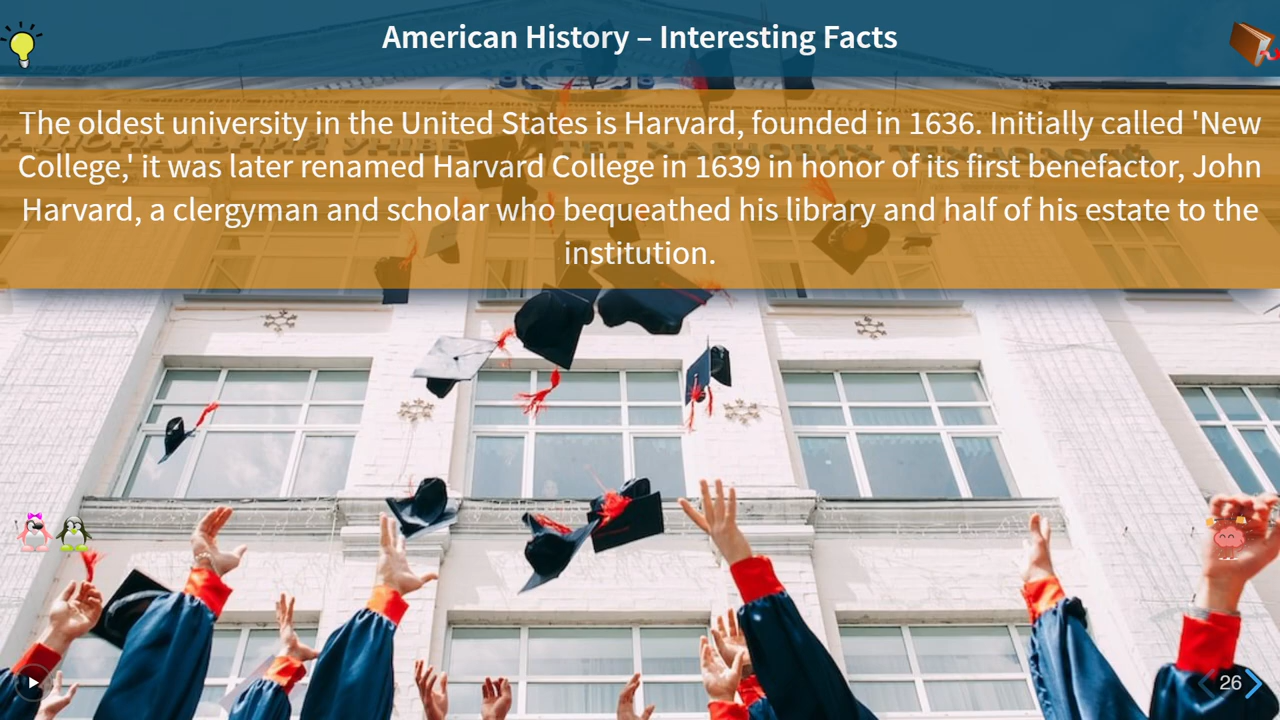 American History – Interesting Facts
The oldest university in the United States is Harvard, founded in 1636. Initially called 'New
College,' it was later renamed Harvard College in 1639 in honor of its first benefactor, John
Harvard, a clergyman and scholar who bequeathed his library and half of his estate to the
institution.
26